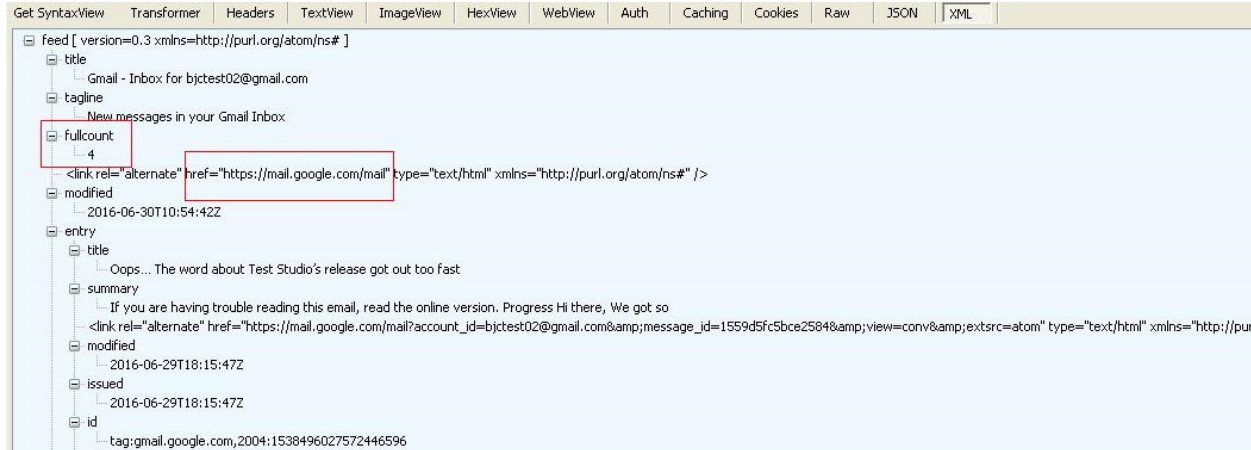 Get SyntaxView Transformer Headers TextView ImageView HexView WebView Auth Caching Cookies Raw JSON XML
feed [ version=0.3 xmlns=http://purl.org/atom/ns# ]
title
Gmail - Inbox for bjctest02@gmail.com
tagline
New messages in your Gmail Inbox
fullcount
4
<link rel="alternate" href="https://mail.google.com/mail" type="text/html" xmlns="http://purl.org/atom/ns#" />
modified
2016-06-30T10:54:42Z
entry
title
Oops... The word about Test Studio's release got out too fast
summary
If you are having trouble reading this email, read the online version. Progress Hi there, We got so
<link rel="alternate" href="https://mail.google.com/mail?account_id=bjctest02@gmail.com&amp;message_id=1559d5fc5bce2584&amp;view=conv&amp;extsrc=atom" type="text/html" xmlns="http://pur
modified
2016-06-29T18:15:47Z
issued
2016-06-29T18:15:47Z
id
tag:gmail.google.com,2004:1538496027572446596